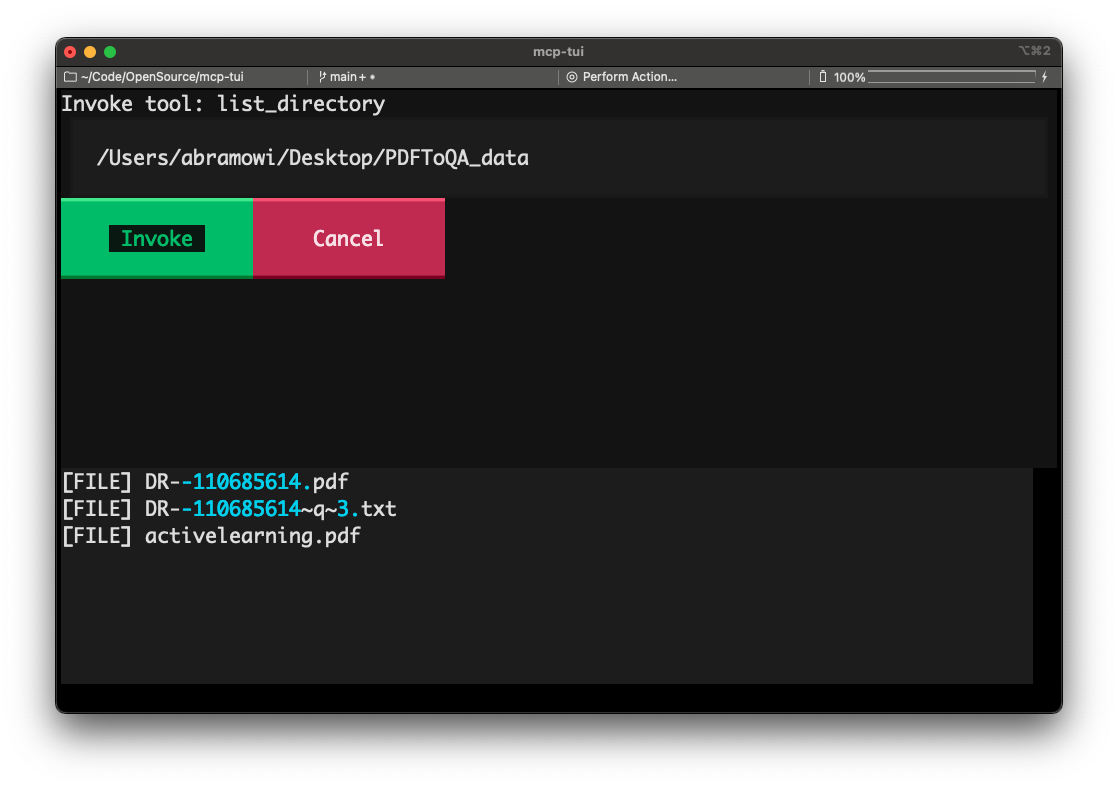 mcp-tui
⌥⌘2
~/Code/OpenSource/mcp-tui
main+•
Perform Action...
100%
Invoke tool: list_directory
/Users/abramowi/Desktop/PDFToQA_data
Invoke Cancel
[FILE] DR--110685614.pdf
[FILE] DR--110685614~q~3.txt
[FILE] activelearning.pdf